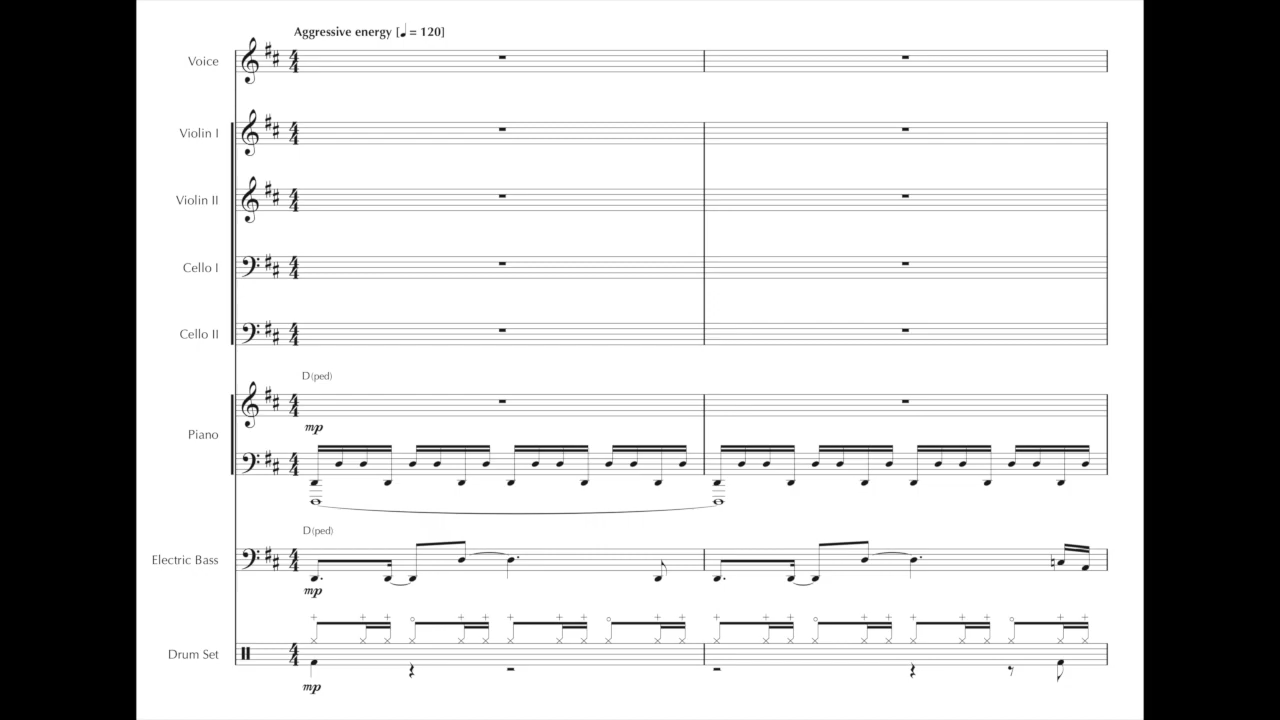 Aggressive energy [♩ = 120]
Voice
Violin I
Violin II
Cello I
Cello II
D(ped)
mp
Piano
D(ped)
Electric Bass
mp
Drum Set
mp